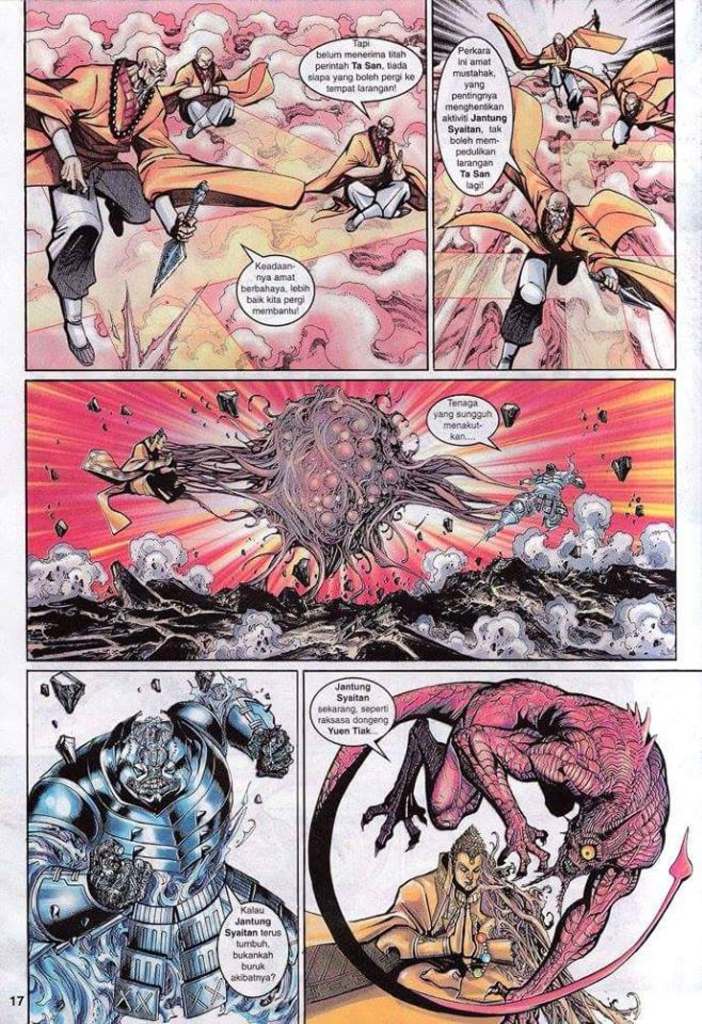 Tapi
belum menerima titah
perintah Ta San, tiada
siapa yang boleh pergi ke
tempat larangan!
Keadaan-
nya amat
berbahaya, lebih
baik kita pergi
membantu!
Perkara
ini amat
mustahak,
yang
pentingnya
menghentikan
aktiviti Jantung
Syaitan, tak
boleh mem-
pedulikan
larangan
Ta San
lagi!
Tenaga
yang sungguh
menakut-
kan....
Kalau
Jantung
Syaitan terus
tumbuh,
bukankah
buruk
akibatnya?
Jantung
Syaitan
sekarang, seperti
raksasa dongeng
Yuen Tiak...
17